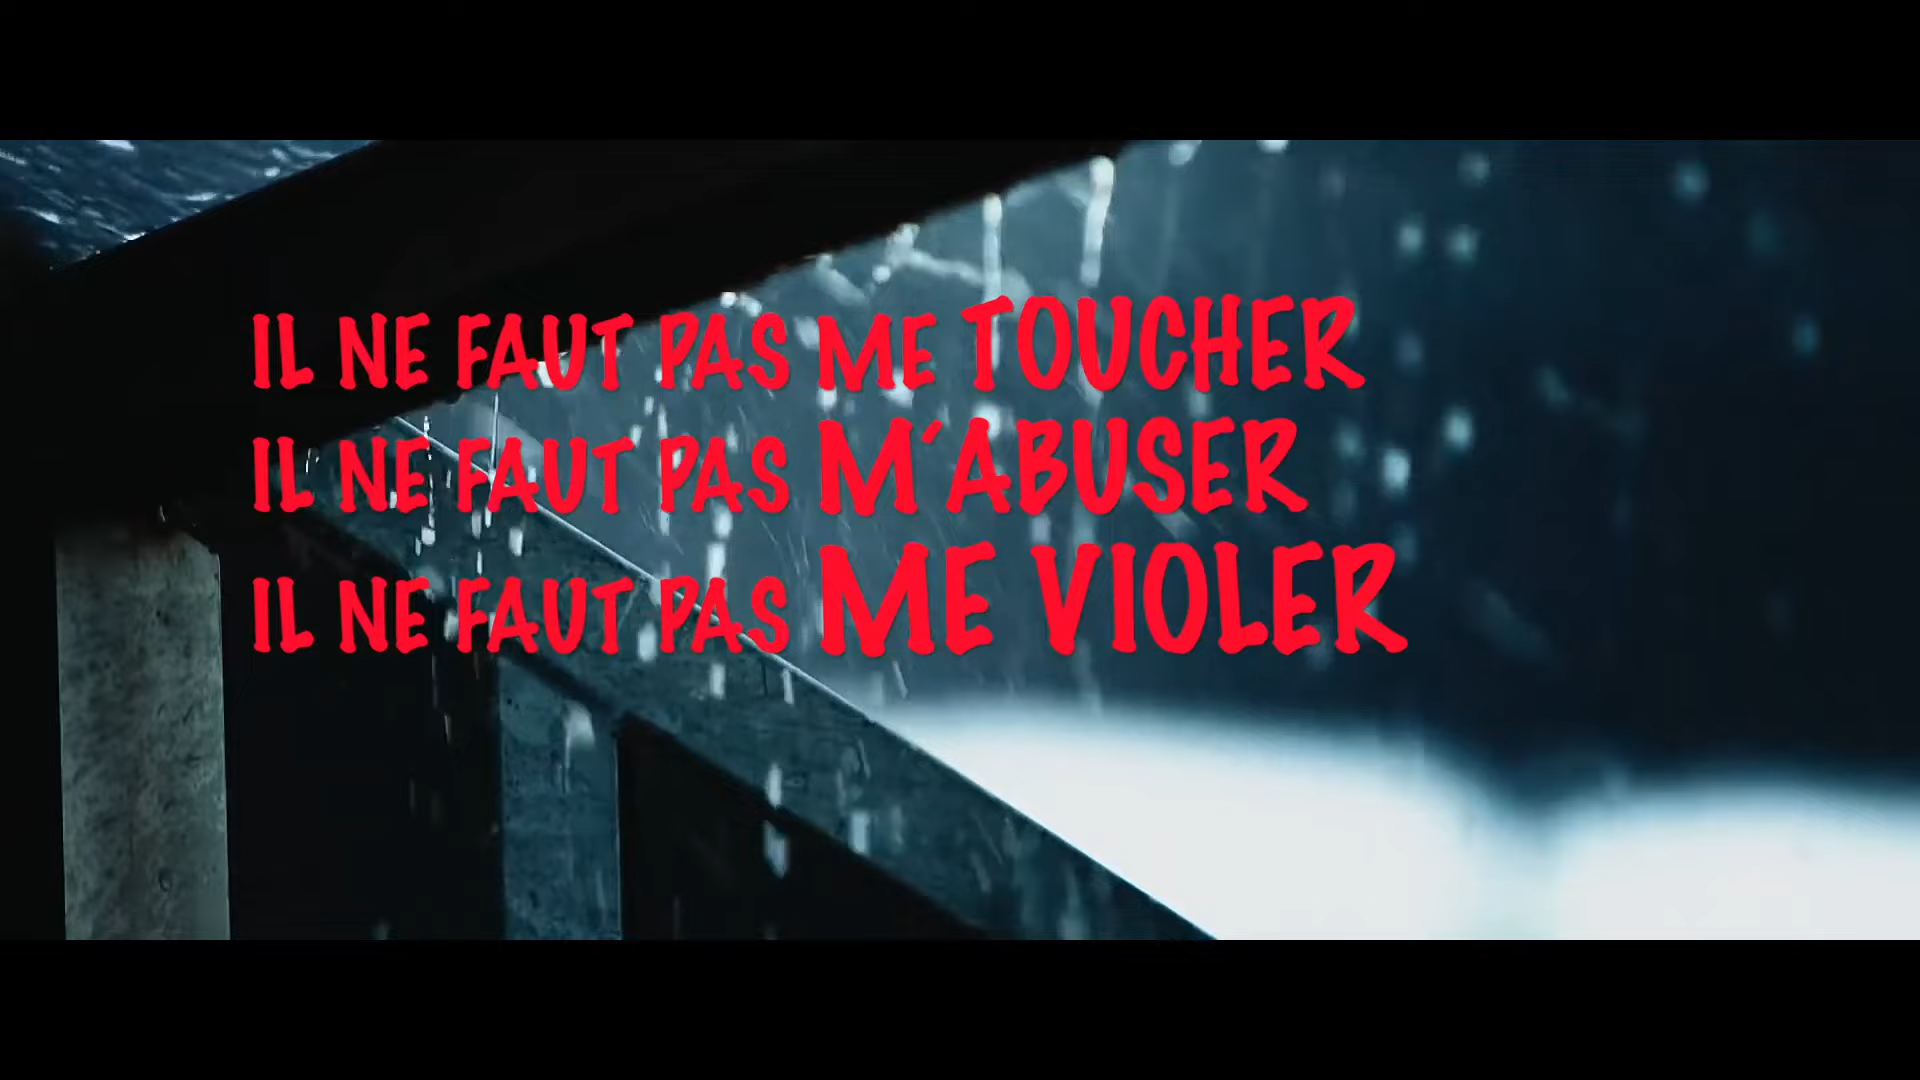 IL NE FAUT PAS ME TOUCHER
IL NE FAUT PAS M'ABUSER
IL NE FAUT PAS ME VIOLER